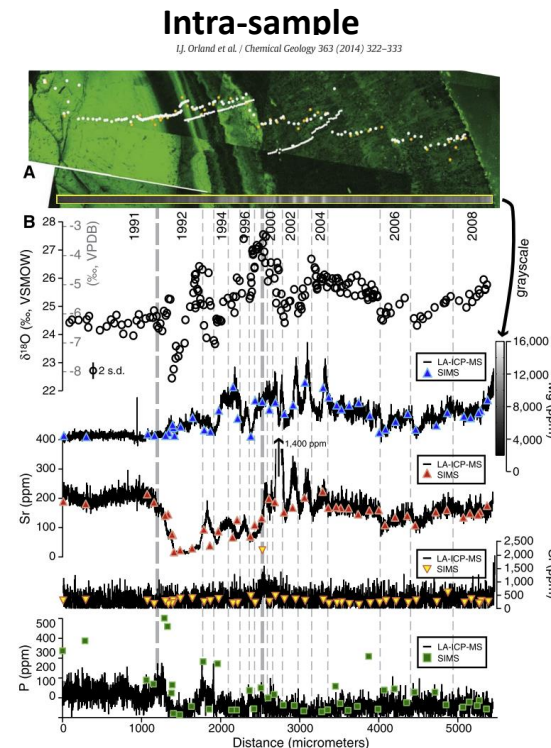 Intra-sample
I.J. Orland et al. / Chemical Geology 363 (2014) 322–333
A
B
1991
1992
1994
1996
2000
2002
2004
2006
2008
grayscale
28
27
26
25
24
23
22
-3
-4
-5
-6
-7
-8
(‰, VPDB)
δ18O (‰, VSMOW)
2 s.d.
LA-ICP-MS
SIMS
16,000
12,000
8,000
4,000
0
1,400 ppm
400
300
200
100
0
Sr (ppm)
LA-ICP-MS
SIMS
LA-ICP-MS
SIMS
2,500
2,000
1,500
1,000
500
0
500
400
300
200
100
0
P (ppm)
LA-ICP-MS
SIMS
0
1000
2000
3000
4000
5000
Distance (micrometers)